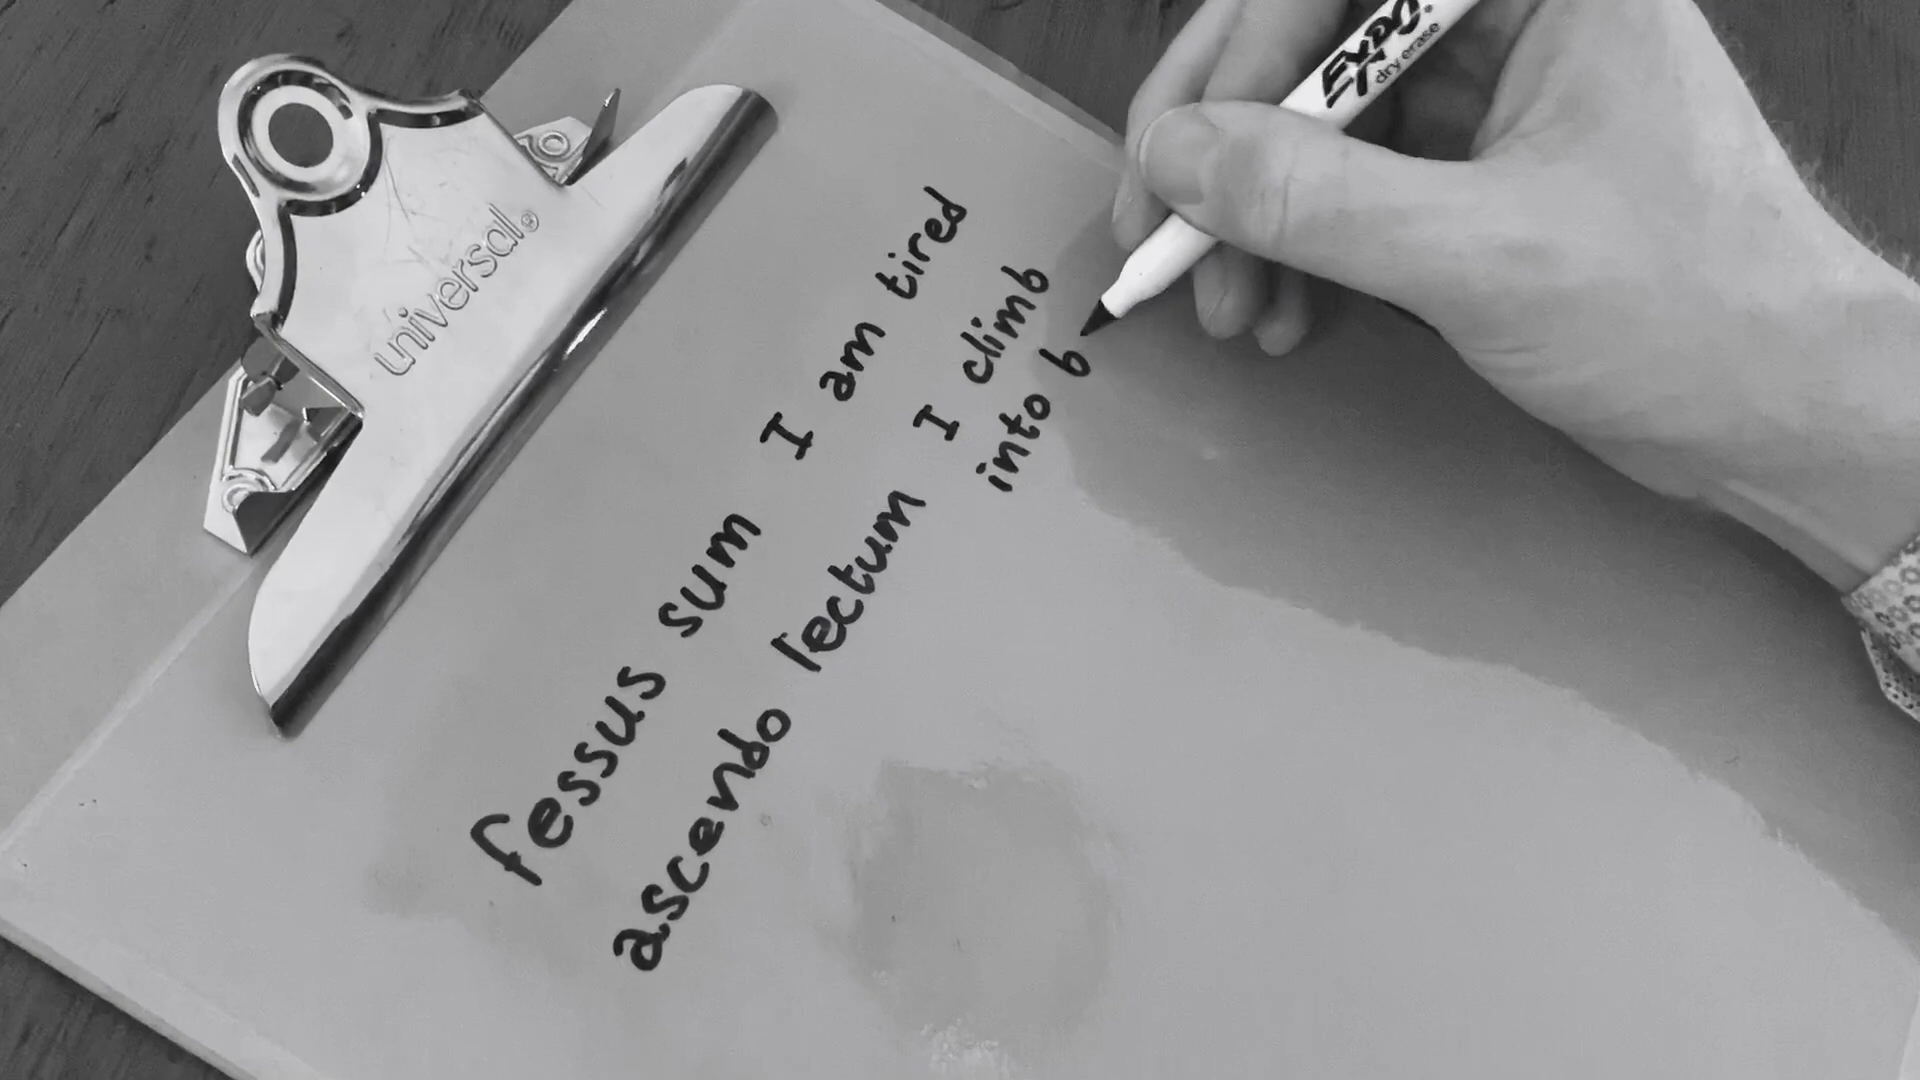 universal®
EXPO®
dry erase
fessus sum I am tired
ascendo lectum I climb
into b